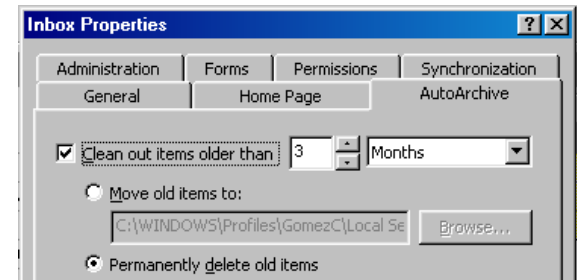 Inbox Properties ? X
Administration Forms Permissions Synchronization
General Home Page AutoArchive
Clean out items older than 3 Months
Move old items to:
C:\WINDOWS\Profiles\GomezC\Local Se Browse...
Permanently delete old items